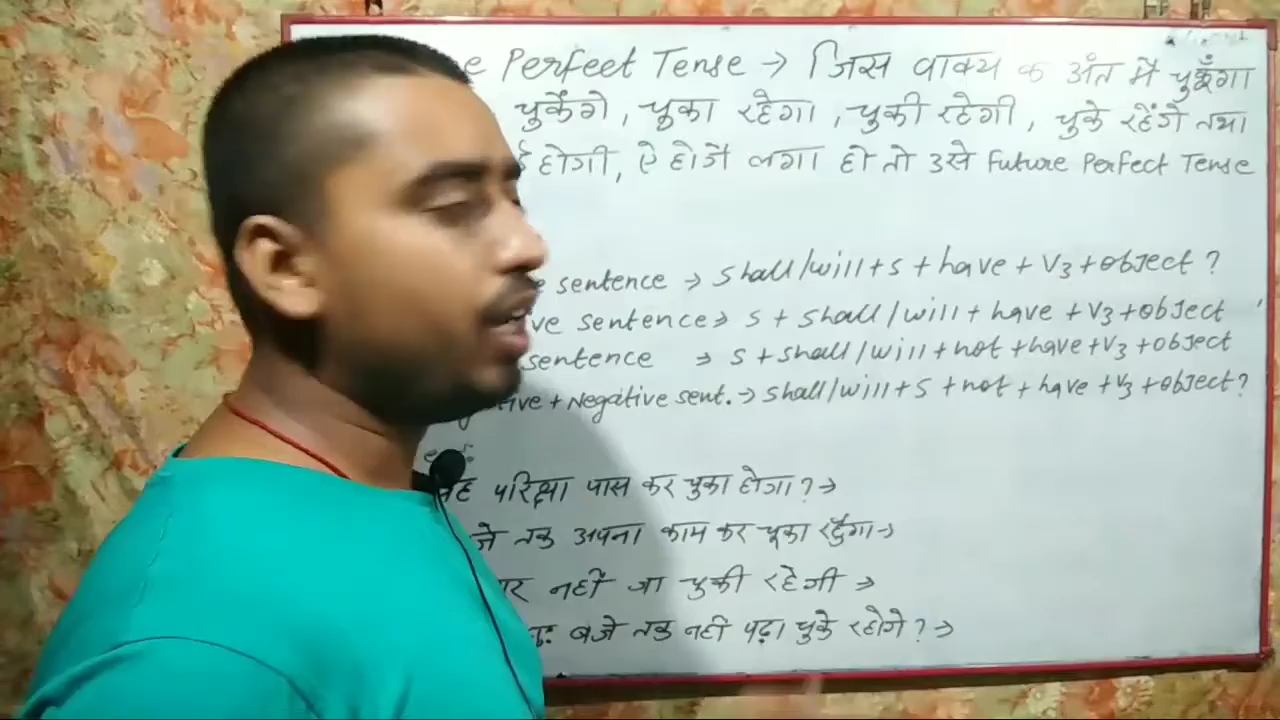 Perfect Tense → जिस वाक्य के अंत में चुकूँगा
चुकेंगे, चुका रहेगा, चुकी रहेगी, चुके रहेंगे तथा
होगी, ऐ होगें लगा हो तो उसे Future Perfect Tense
sentence → shall/will+s+have+V3+object?
ve sentence → s+shall/will+have+V3+object
sentence → s+shall/will+not+have+V3+object
tive + Negative sent. → shall/will+s+not+have+V3+object?
परिक्षा पास कर चुका होगा? →
तक अपना काम कर चूका रहूँगा →
नहीं जा चुकी रहेगी →
बजे तक नहीं पढ़ा चुके रहोगे? →